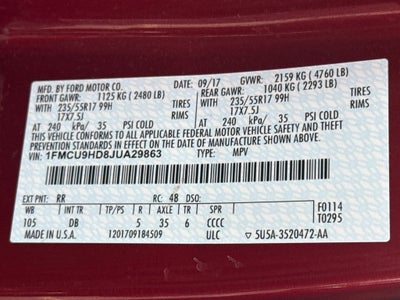 MFD. BY FORD MOTOR CO. 09/17 GVWR: 2159 KG (4760 LB)
FRONT GAWR: 1125 KG (2480 LB) REAR GAWR: 1040 KG (2293 LB)
WITH 235/55R17 99H TIRES WITH 235/55R17 99H TIRES
17X7.5J RIMS 17X7.5J RIMS
AT 240 kPa/ 35 PSI COLD AT 240 kPa/ 35 PSI COLD
THIS VEHICLE CONFORMS TO ALL APPLICABLE FEDERAL MOTOR VEHICLE SAFETY, BUMPER, AND THEFT
PREVENTION STANDARDS IN EFFECT ON THE DATE OF MANUFACTURE SHOWN ABOVE.
VIN: 1FMCU9HD8JUA29863 TYPE: MPV
EXT PNT: RR RC: 48 DSO:
WB INT TR TP/PS R AXLE TR SPR F0114
105 DB 5 35 6 CCCC T0295
MADE IN U.S.A. 1201709184509 ULC 5U5A-3520472-AA